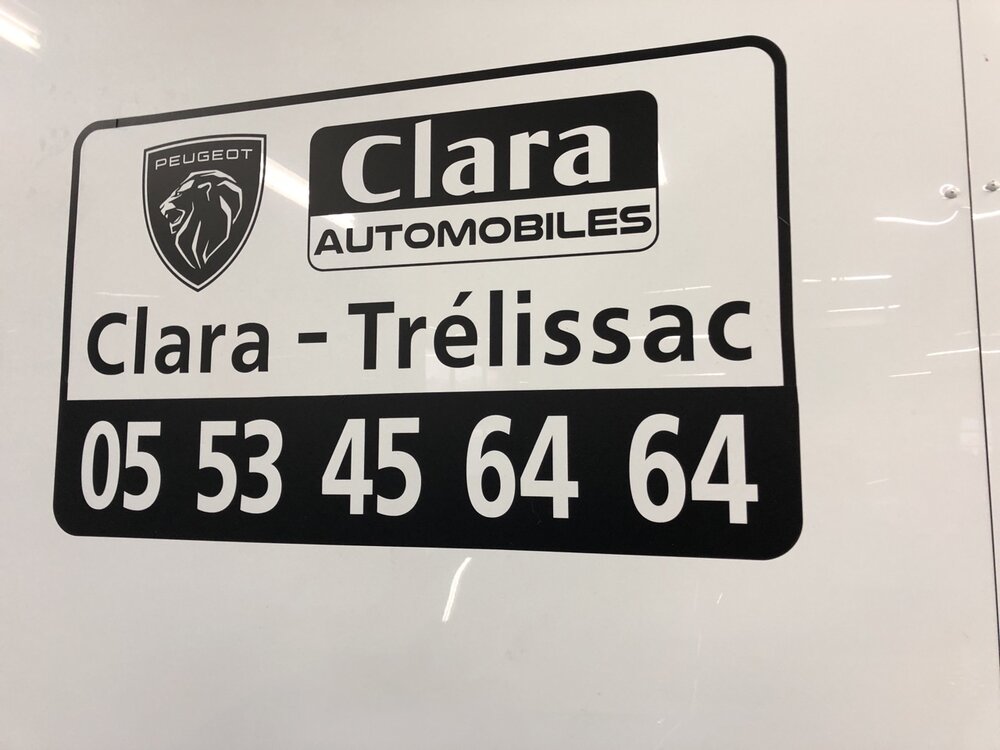 PEUGEOT
Clara
AUTOMOBILES
Clara - Trélissac
05 53 45 64 64